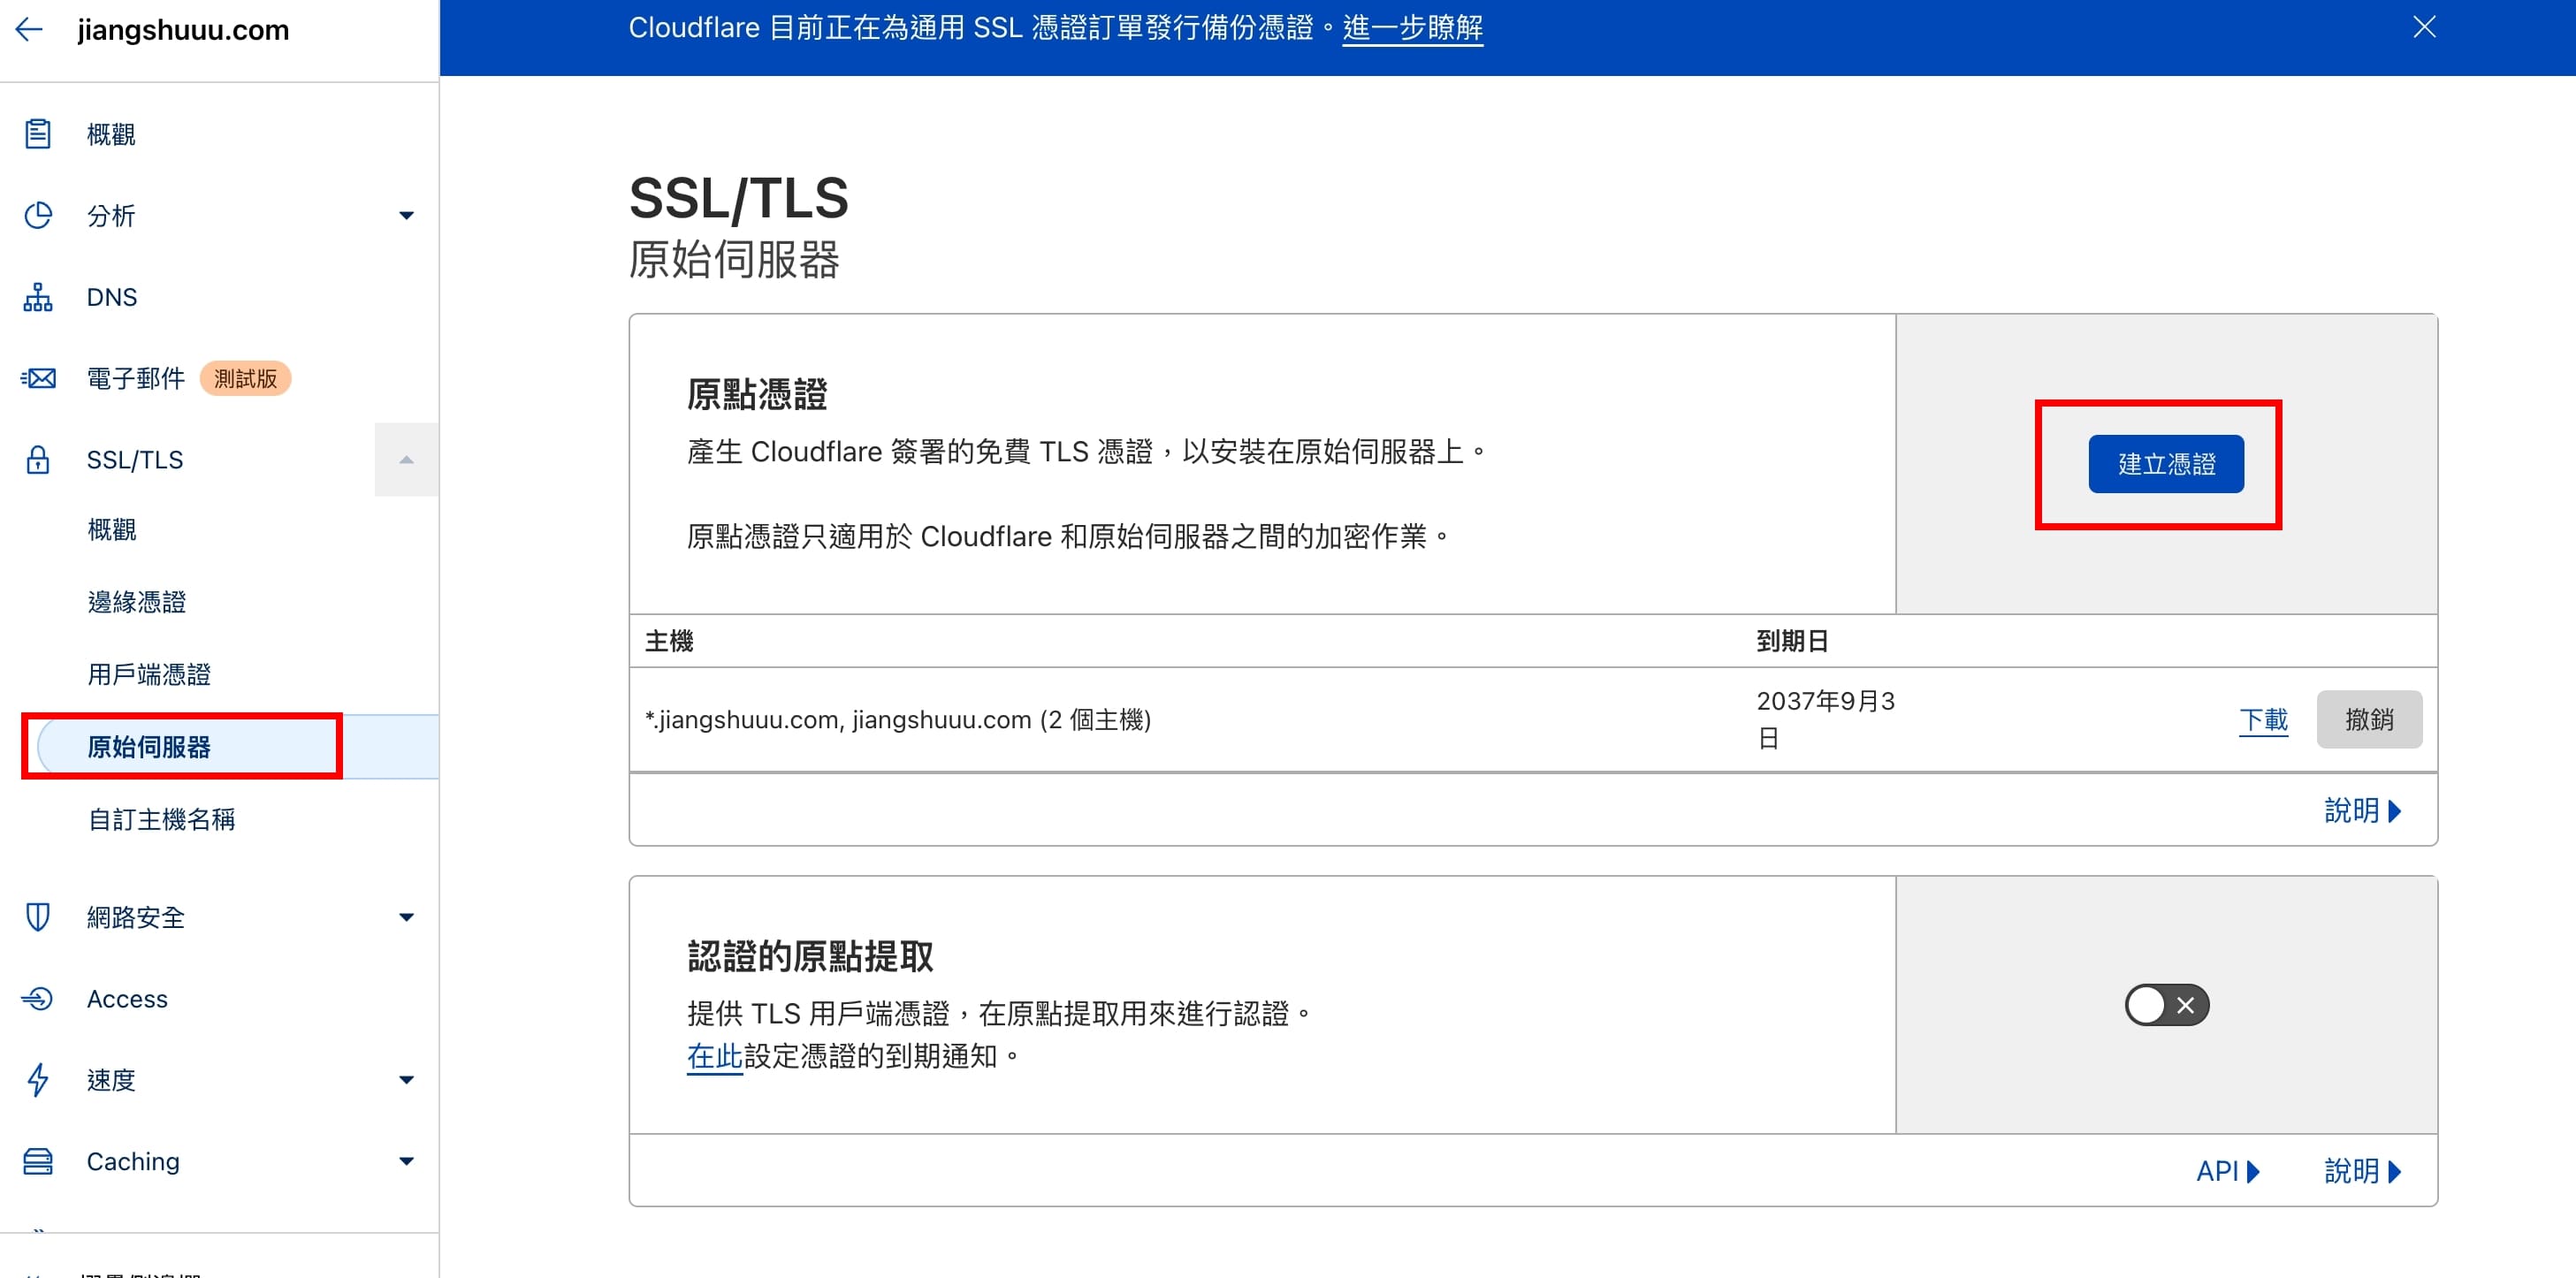 jiangshuuu.com
Cloudflare 目前正在為通用 SSL 憑證訂單發行備份憑證。進一步瞭解
概觀
分析
DNS
電子郵件 測試版
SSL/TLS
概觀
邊緣憑證
用戶端憑證
原始伺服器
自訂主機名稱
網路安全
Access
速度
Caching
SSL/TLS
原始伺服器
原點憑證
產生 Cloudflare 簽署的免費 TLS 憑證，以安裝在原始伺服器上。
原點憑證只適用於 Cloudflare 和原始伺服器之間的加密作業。
建立憑證
主機 到期日
*.jiangshuuu.com, jiangshuuu.com (2 個主機) 2037年9月3
日
下載 撤銷
說明
認證的原點提取
提供 TLS 用戶端憑證，在原點提取用來進行認證。
在此設定憑證的到期通知。
API 說明